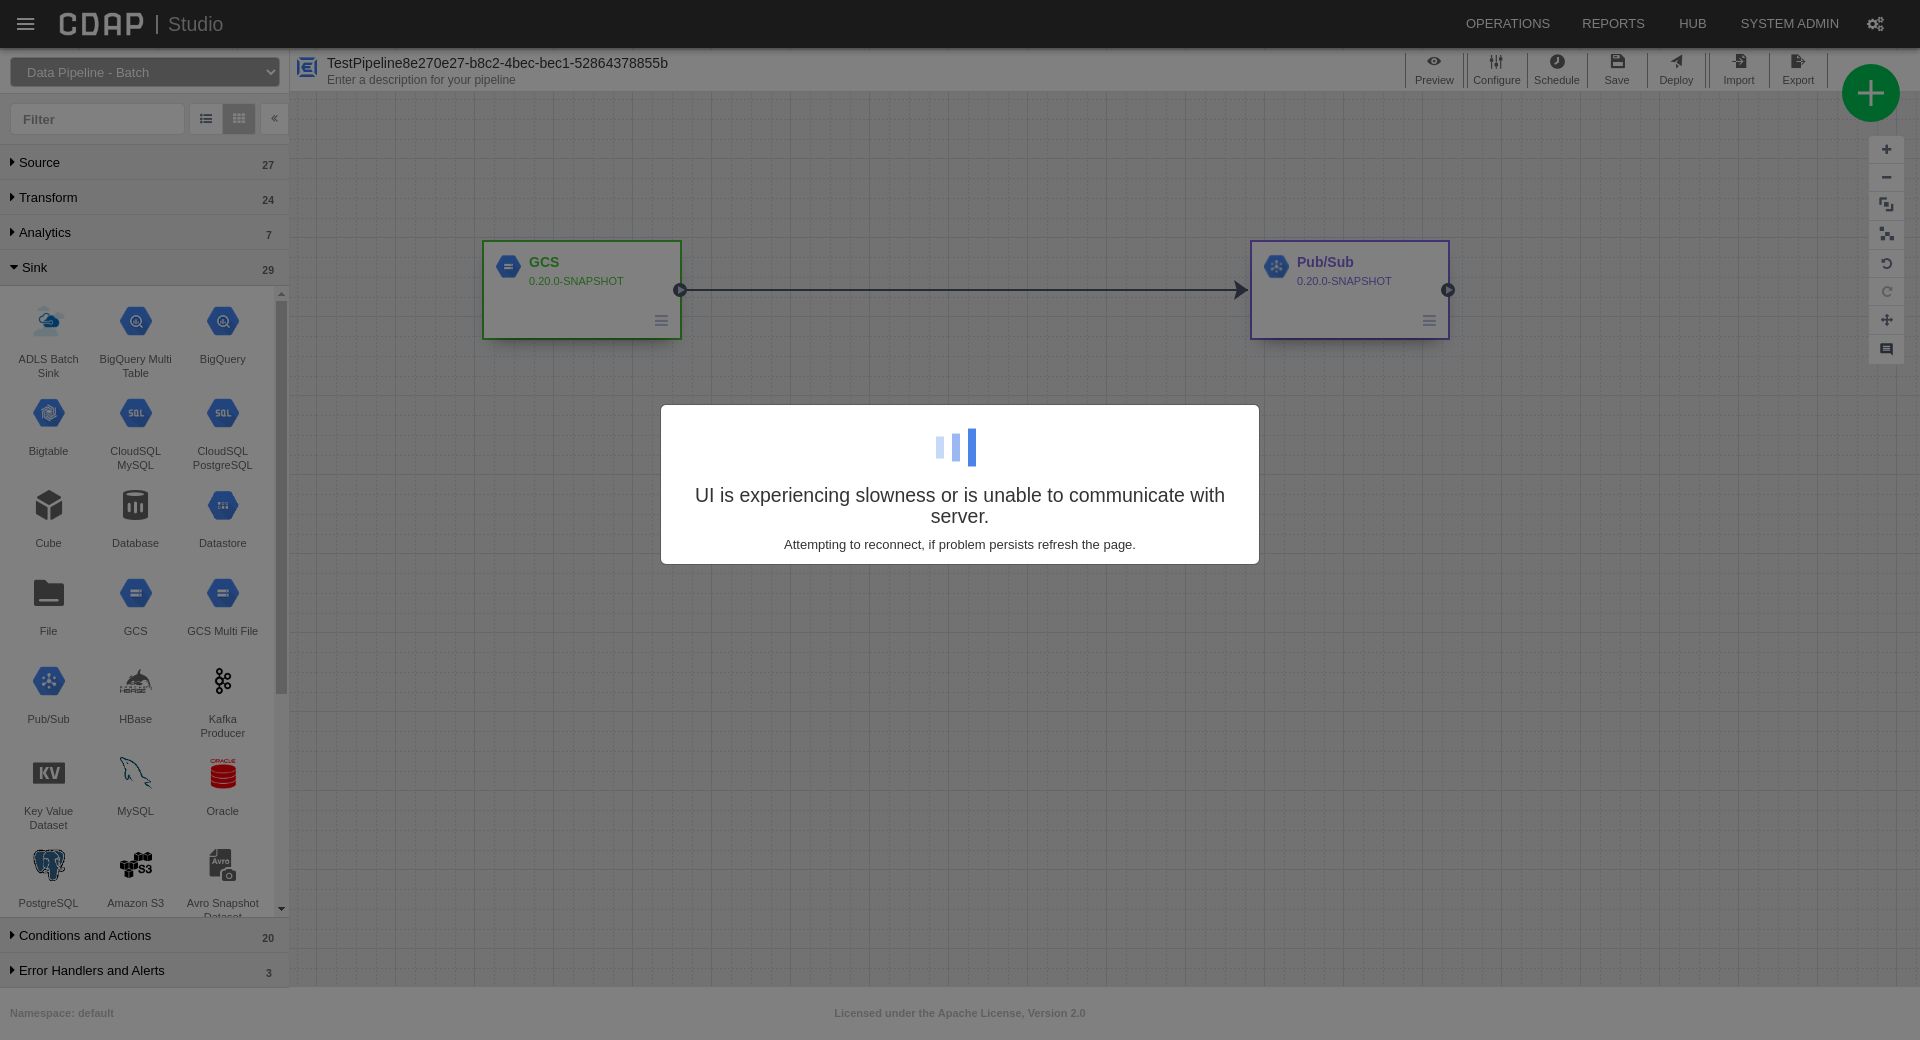 CDAP | Studio
OPERATIONS
REPORTS
HUB
SYSTEM ADMIN
Data Pipeline - Batch
TestPipeline8e270e27-b8c2-4bec-bec1-52864378855b
Enter a description for your pipeline
Preview
Configure
Schedule
Save
Deploy
Import
Export
Filter
Source 27
Transform 24
Analytics 7
Sink 29
ADLS Batch
Sink
BigQuery Multi
Table
BigQuery
SQL
SQL
Bigtable
CloudSQL
MySQL
CloudSQL
PostgreSQL
Cube
Database
Datastore
File
GCS
GCS Multi File
HBASE
Pub/Sub
HBase
Kafka
Producer
KV
ORACLE
Key Value
Dataset
MySQL
Oracle
S3
Avro
PostgreSQL
Amazon S3
Avro Snapshot
Dataset
Conditions and Actions 20
Error Handlers and Alerts 3
GCS
0.20.0-SNAPSHOT
Pub/Sub
0.20.0-SNAPSHOT
UI is experiencing slowness or is unable to communicate with
server.
Attempting to reconnect, if problem persists refresh the page.
Namespace: default
Licensed under the Apache License, Version 2.0